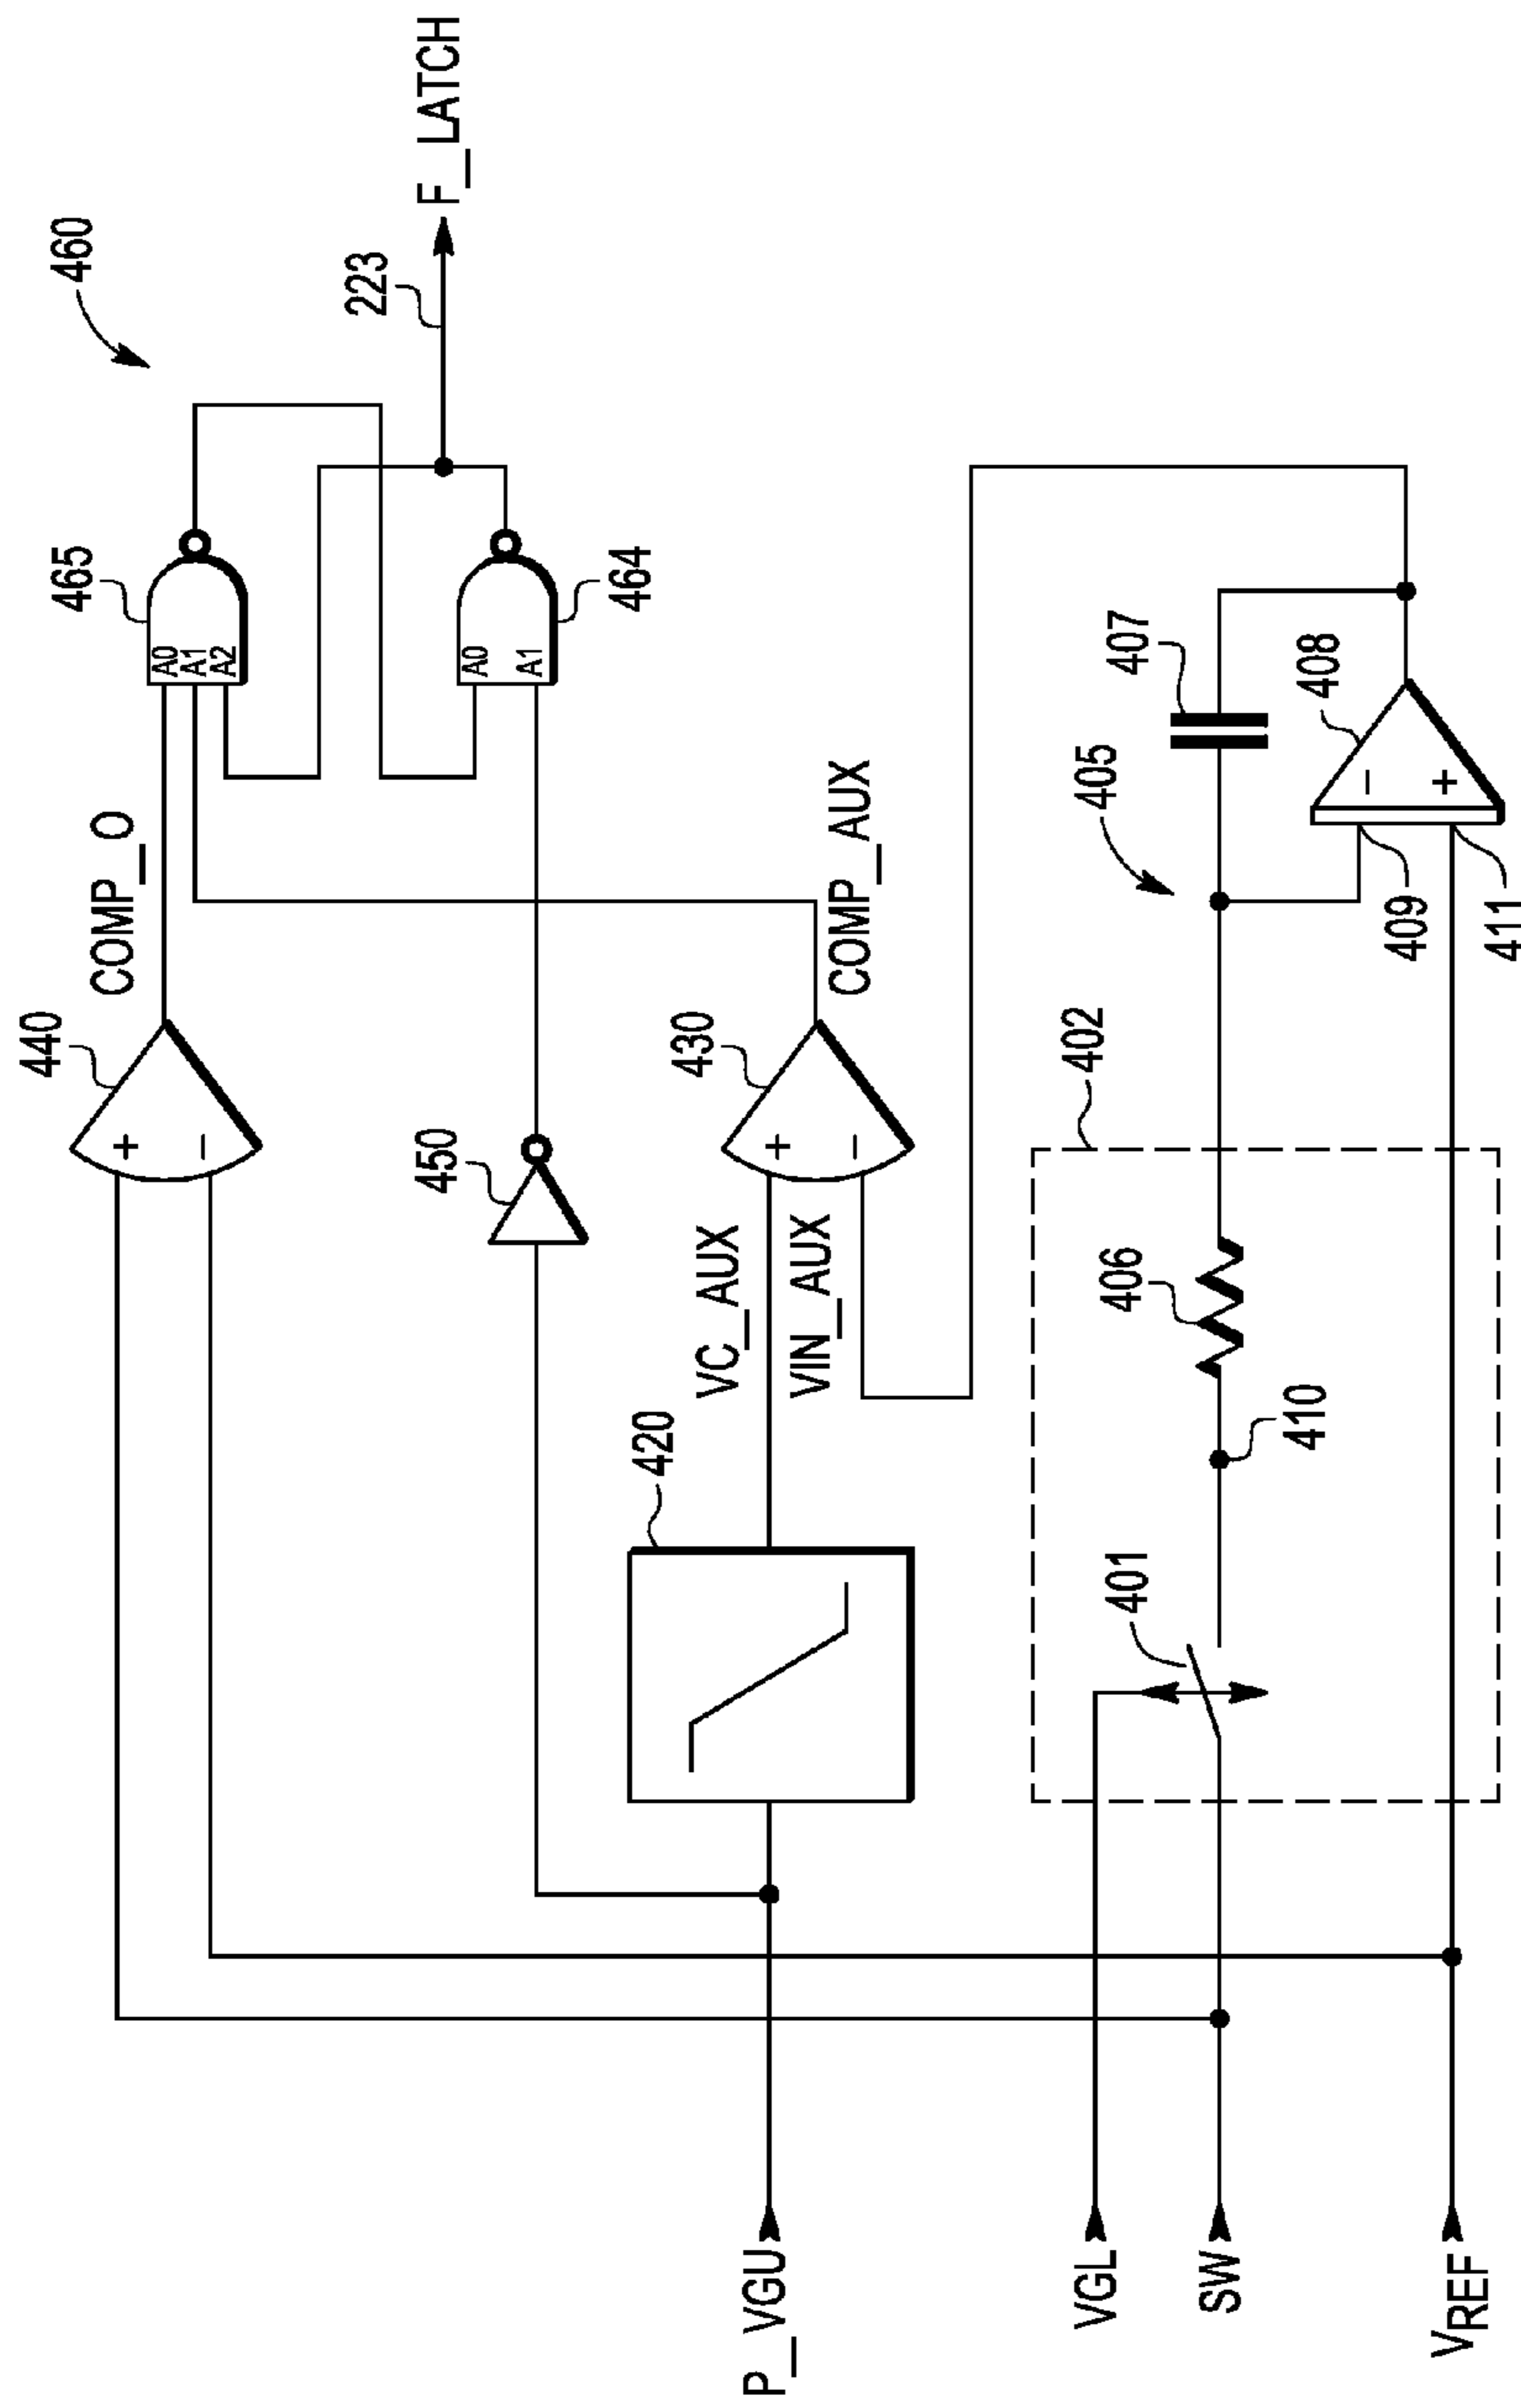 460
465
A0
A1
A2
223
F_LATCH
464
A0
A1
440
+
−
COMP_O
450
420
VC_AUX
VIN_AUX
430
+
−
COMP_AUX
P_VGU
402
401
410
406
405
407
408
−
+
409
411
VGL
SW
VREF